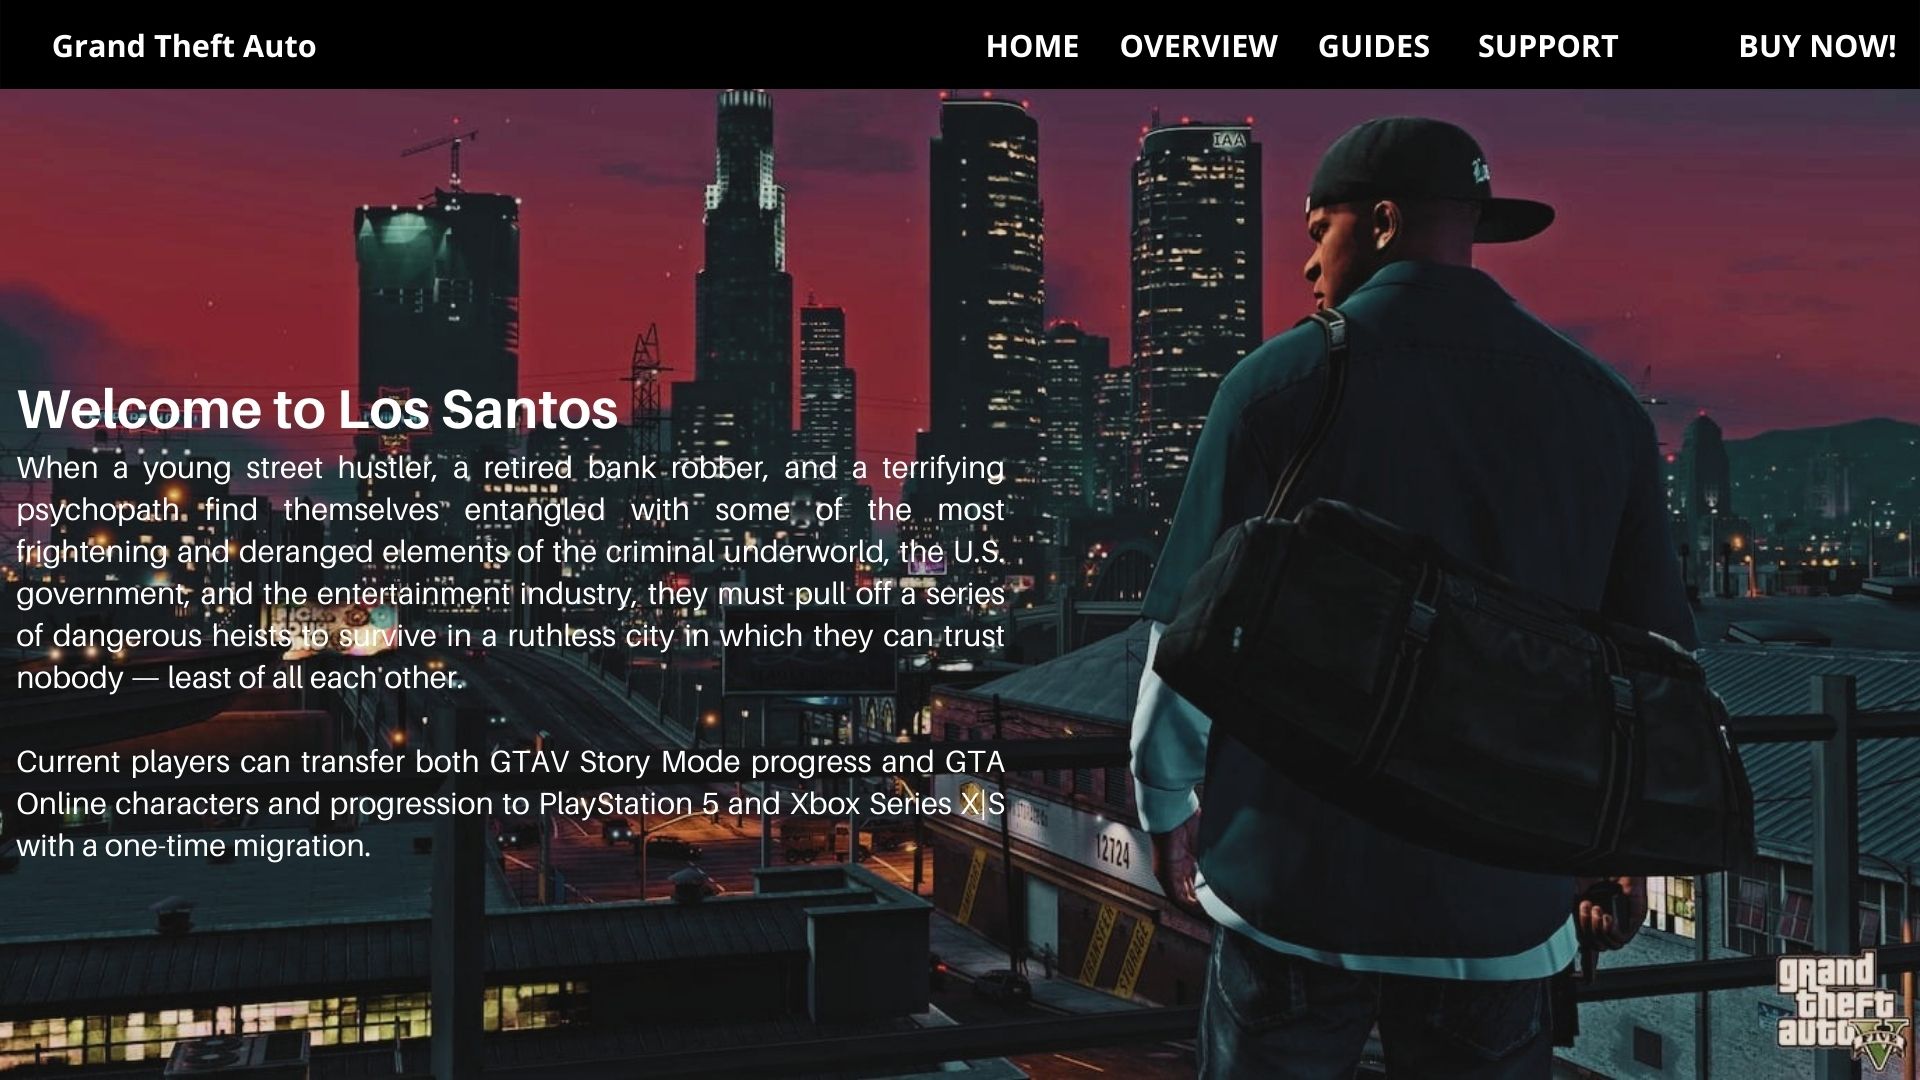 Grand Theft Auto
HOME OVERVIEW GUIDES SUPPORT BUY NOW!
IAA
Welcome to Los Santos
When a young street hustler, a retired bank robber, and a terrifying
psychopath find themselves entangled with some of the most
frightening and deranged elements of the criminal underworld, the U.S.
government, and the entertainment industry, they must pull off a series
of dangerous heists to survive in a ruthless city in which they can trust
nobody — least of all each other.
Current players can transfer both GTAV Story Mode progress and GTA
Online characters and progression to PlayStation 5 and Xbox Series X|S
with a one-time migration.
12724
TRANSFER
STORAGE
grand
theft
auto
FIVE